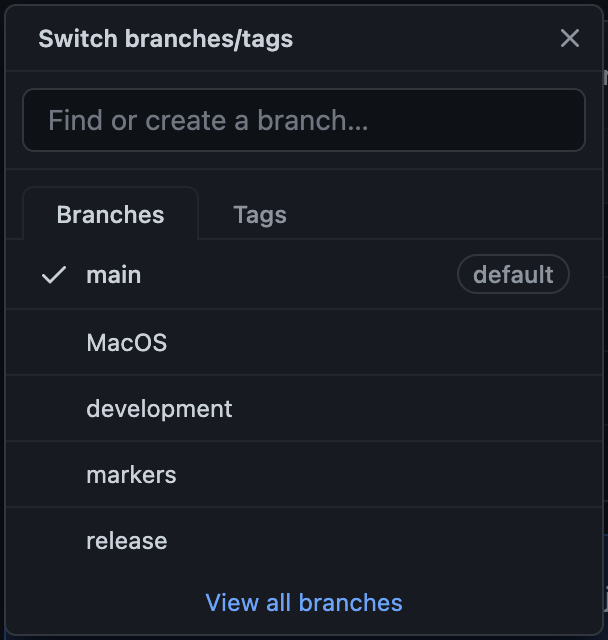 Switch branches/tags
Find or create a branch...
Branches Tags
main default
MacOS
development
markers
release
View all branches